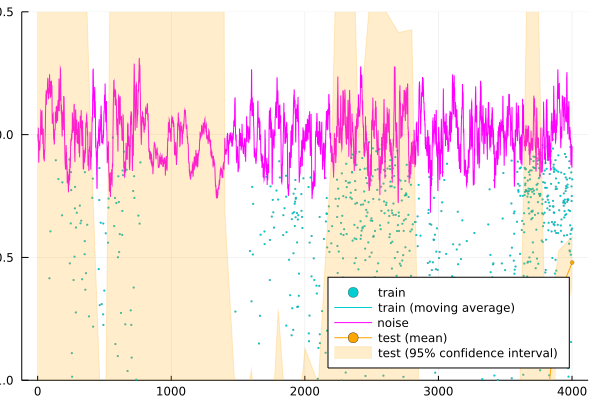 0.5
0.0
0.5
1.0
train
train (moving average)
noise
test (mean)
test (95% confidence interval)
0 1000 2000 3000 4000